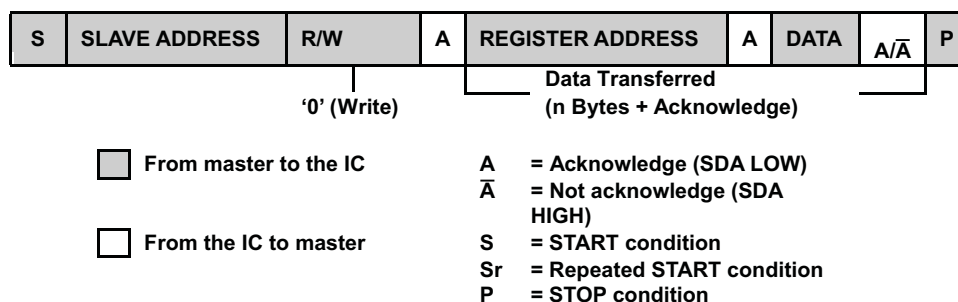 S SLAVE ADDRESS R/W A REGISTER ADDRESS A DATA A/A̅ P
Data Transferred
‘0’ (Write) (n Bytes + Acknowledge)
From master to the IC A = Acknowledge (SDA LOW)
A̅ = Not acknowledge (SDA
HIGH)
From the IC to master S = START condition
Sr = Repeated START condition
P = STOP condition